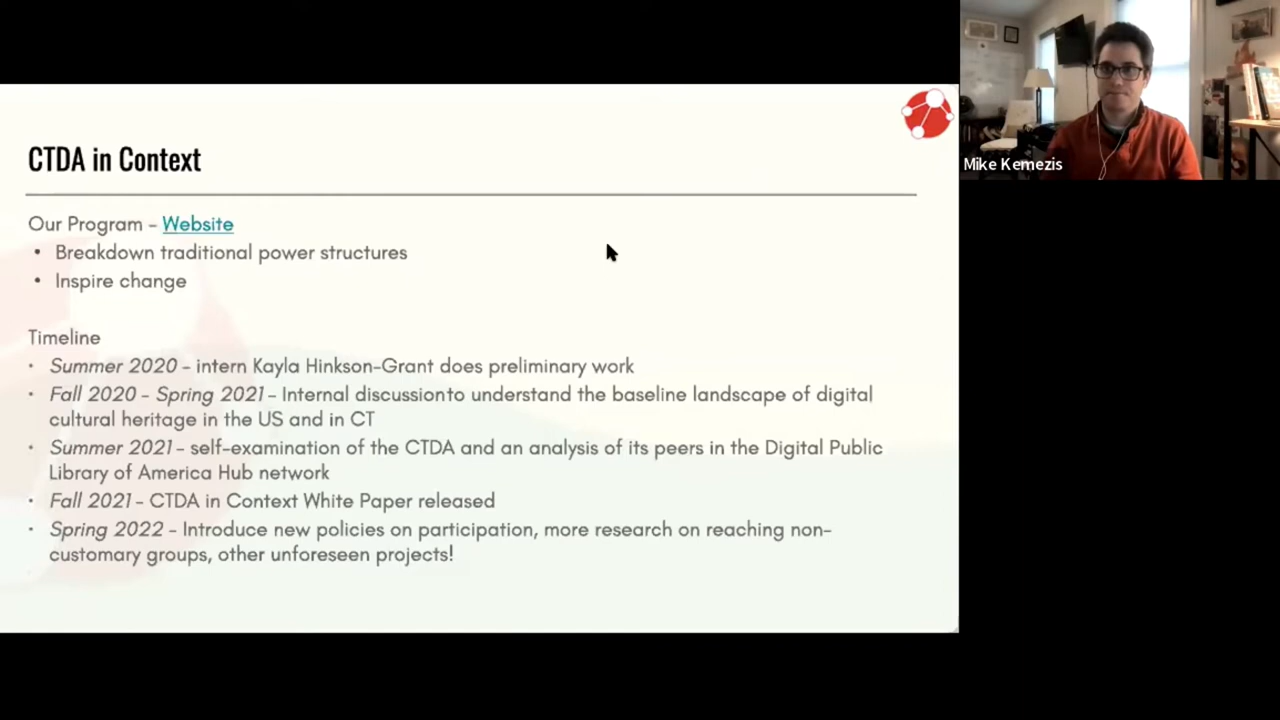 CTDA in Context
Our Program - Website
• Breakdown traditional power structures
• Inspire change
Timeline
• Summer 2020 - intern Kayla Hinkson-Grant does preliminary work
• Fall 2020 - Spring 2021 - Internal discussionto understand the baseline landscape of digital
cultural heritage in the US and in CT
• Summer 2021 - self-examination of the CTDA and an analysis of its peers in the Digital Public
Library of America Hub network
• Fall 2021 - CTDA in Context White Paper released
• Spring 2022 - Introduce new policies on participation, more research on reaching non-
customary groups, other unforeseen projects!
Mike Kemezis